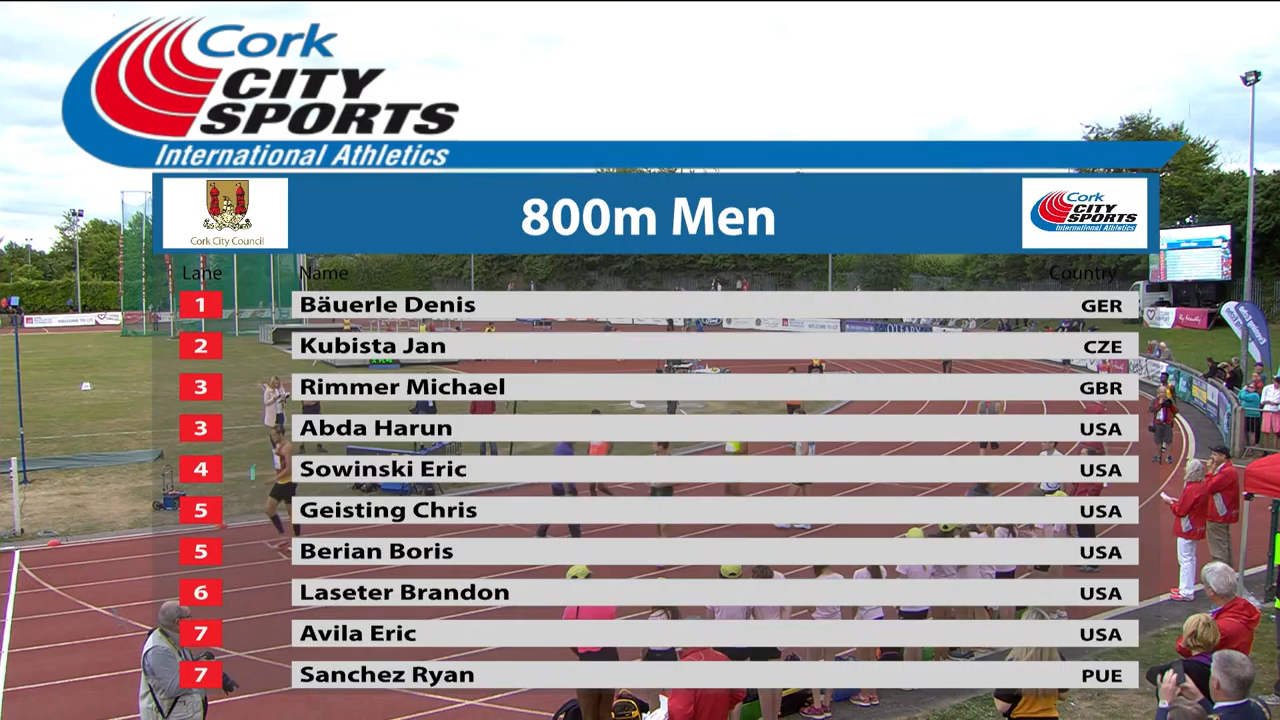 Cork
CITY
SPORTS
International Athletics
Cork City Council
800m Men
Cork
CITY
SPORTS
International Athletics
Lane Name Country
1 Bäuerle Denis GER
2 Kubista Jan CZE
3 Rimmer Michael GBR
3 Abda Harun USA
4 Sowinski Eric USA
5 Geisting Chris USA
5 Berian Boris USA
6 Laseter Brandon USA
7 Avila Eric USA
7 Sanchez Ryan PUE